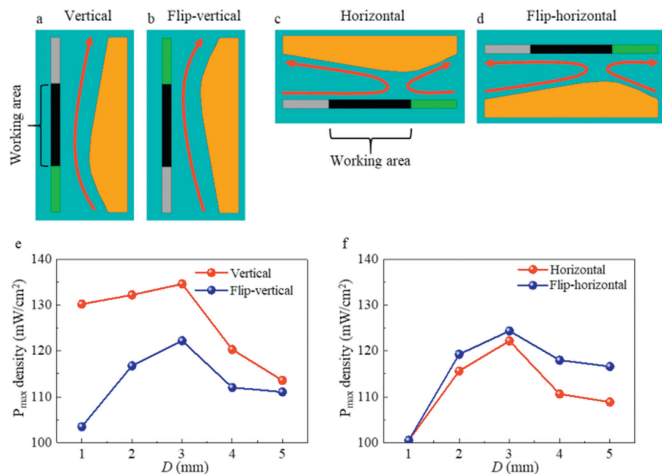 a Vertical
b Flip-vertical
c Horizontal
d Flip-horizontal
Working area
Working area
e
140
130
120
110
100
P_max density (mW/cm²)
Vertical
Flip-vertical
1 2 3 4 5
D (mm)
f
140
130
120
110
100
P_max density (mW/cm²)
Horizontal
Flip-horizontal
1 2 3 4 5
D (mm)